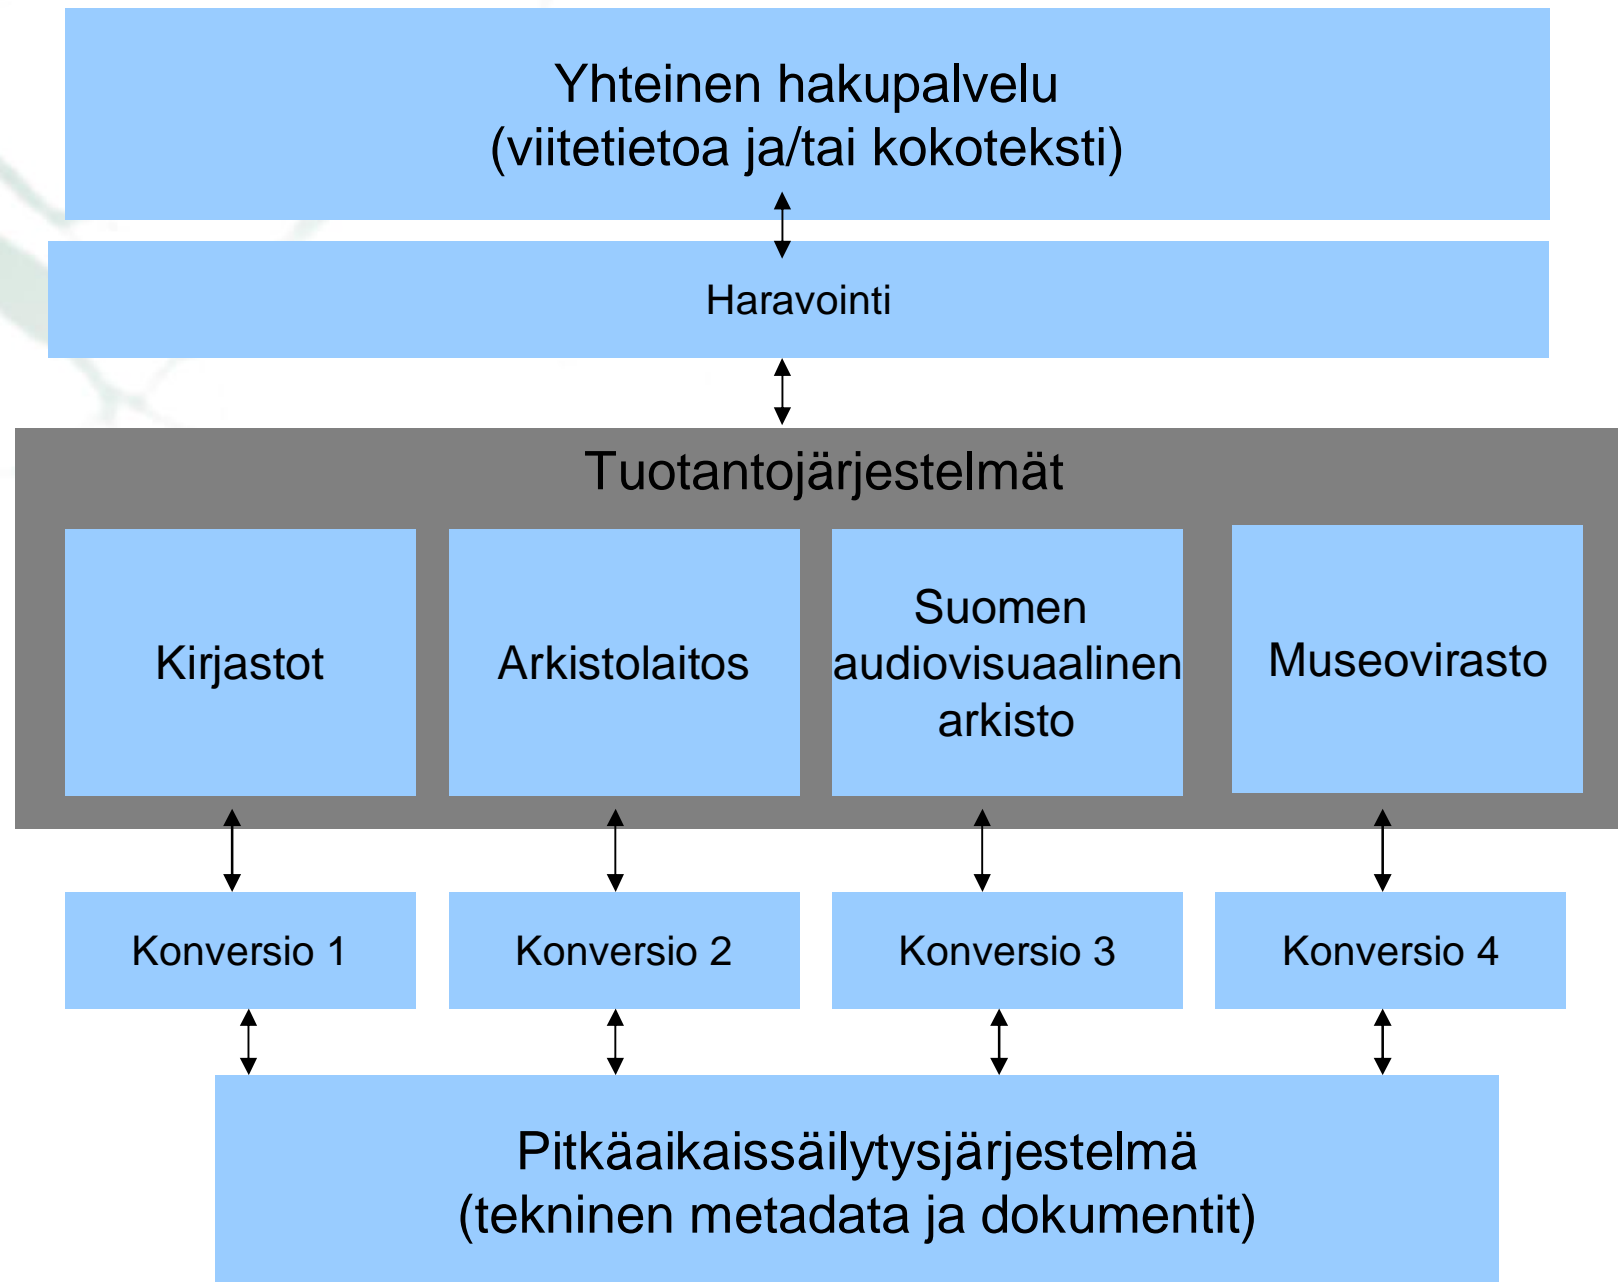 Yhteinen hakupalvelu
(viitetietoa ja/tai kokoteksti)
Haravointi
Tuotantojärjestelmät
Kirjastot
Arkistolaitos
Suomen
audiovisuaalinen
arkisto
Museovirasto
Konversio 1
Konversio 2
Konversio 3
Konversio 4
Pitkäaikaissäilytysjärjestelmä
(tekninen metadata ja dokumentit)